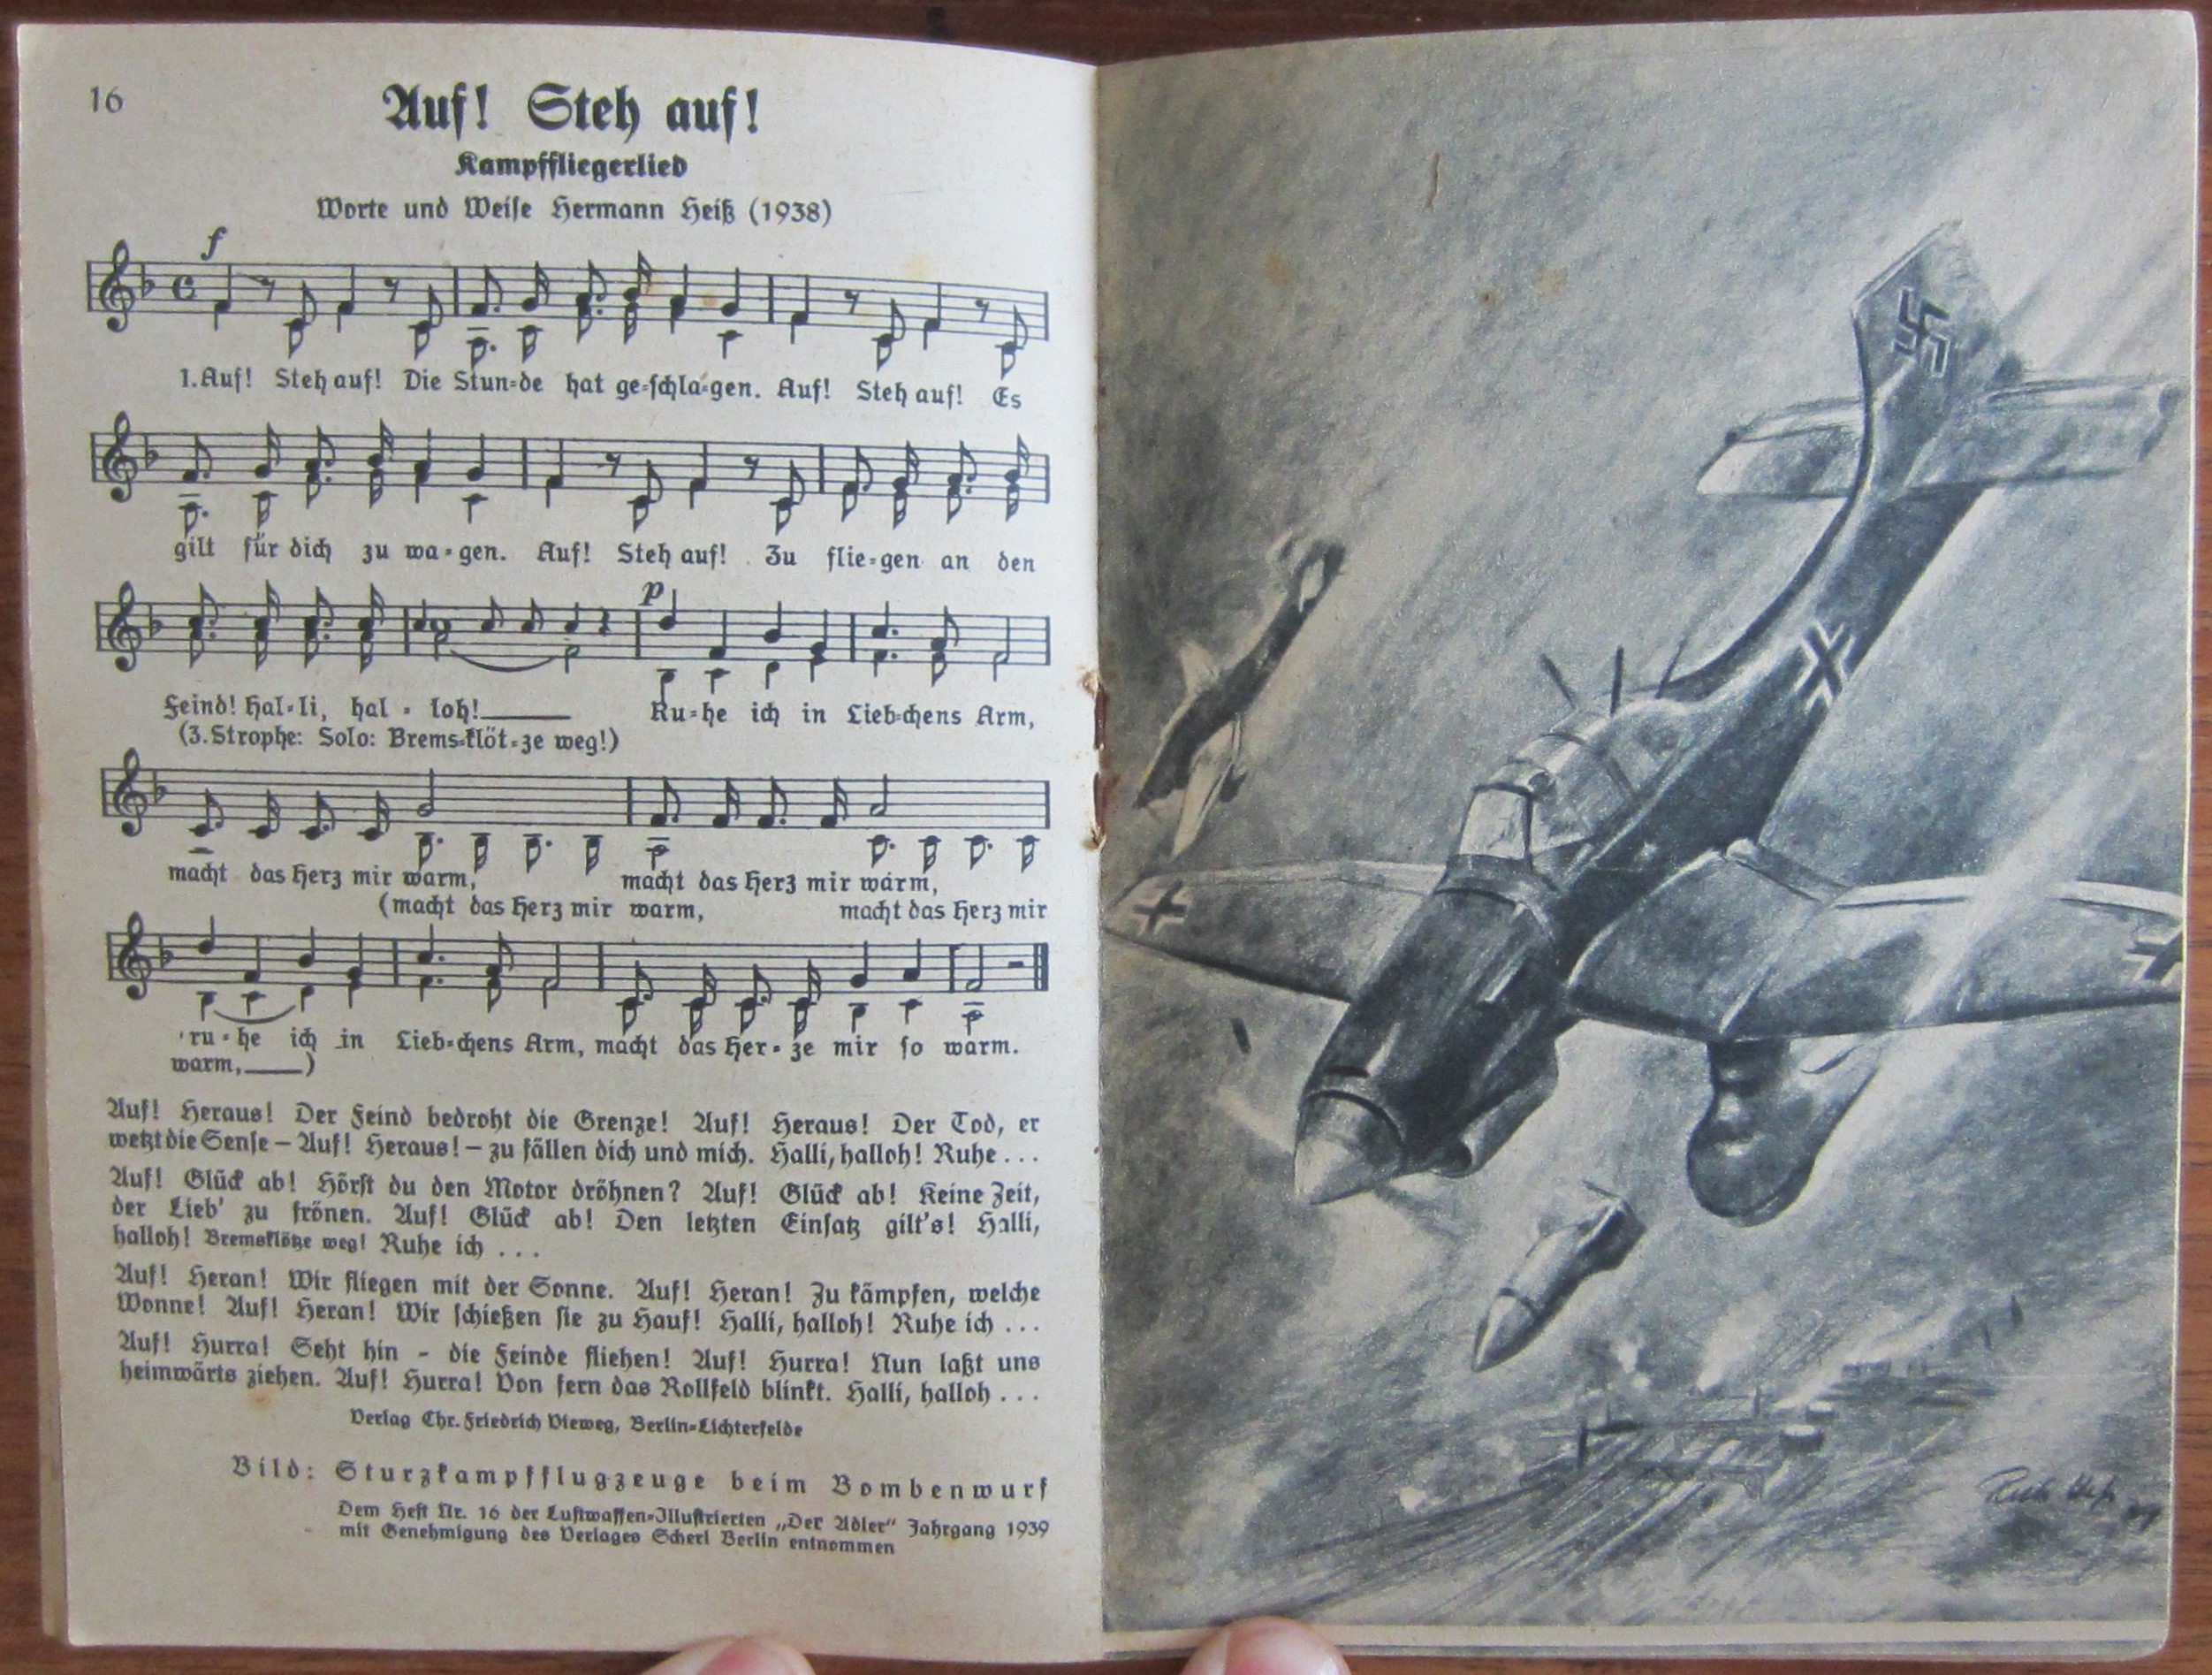 16
Auf! Steh auf!
Kampffliegerlied
Worte und Weise Hermann Heiß (1938)
f
1. Auf! Steh auf! Die Stun-de hat ge-schla-gen. Auf! Steh auf! Es
gilt für dich zu wa-gen. Auf! Steh auf! Zu flie-gen an den
p
Feind! Hal-li, hal-loh!____ Ru-he ich in Lieb-chens Arm,
(3. Strophe: Solo: Brems-klöt-ze weg!)
macht das Herz mir warm, macht das Herz mir warm,
(macht das Herz mir warm, macht das Herz mir
ru-he ich in Lieb-chens Arm, macht das Her-ze mir so warm.
warm,____)
Auf! Heraus! Der Feind bedroht die Grenze! Auf! Heraus! Der Tod, er
wetzt die Sense – Auf! Heraus! – zu fällen dich und mich. Halli, halloh! Ruhe . . .
Auf! Glück ab! Hörst du den Motor dröhnen? Auf! Glück ab! Keine Zeit,
der Lieb' zu frönen. Auf! Glück ab! Den letzten Einsatz gilt's! Halli,
halloh! Bremsklötze weg! Ruhe ich . . .
Auf! Heran! Wir fliegen mit der Sonne. Auf! Heran! Zu kämpfen, welche
Wonne! Auf! Heran! Wir schießen sie zu Hauf! Halli, halloh! Ruhe ich . . .
Auf! Hurra! Seht hin - die Feinde fliehen! Auf! Hurra! Nun laßt uns
heimwärts ziehen. Auf! Hurra! Von fern das Rollfeld blinkt. Halli, halloh . . .
Verlag Chr. Friedrich Vieweg, Berlin-Lichterfelde
Bild: Sturzkampfflugzeuge beim Bombenwurf
Dem Heft Nr. 16 der Luftwaffen-Illustrierten „Der Adler" Jahrgang 1939
mit Genehmigung des Verlages Scherl Berlin entnommen